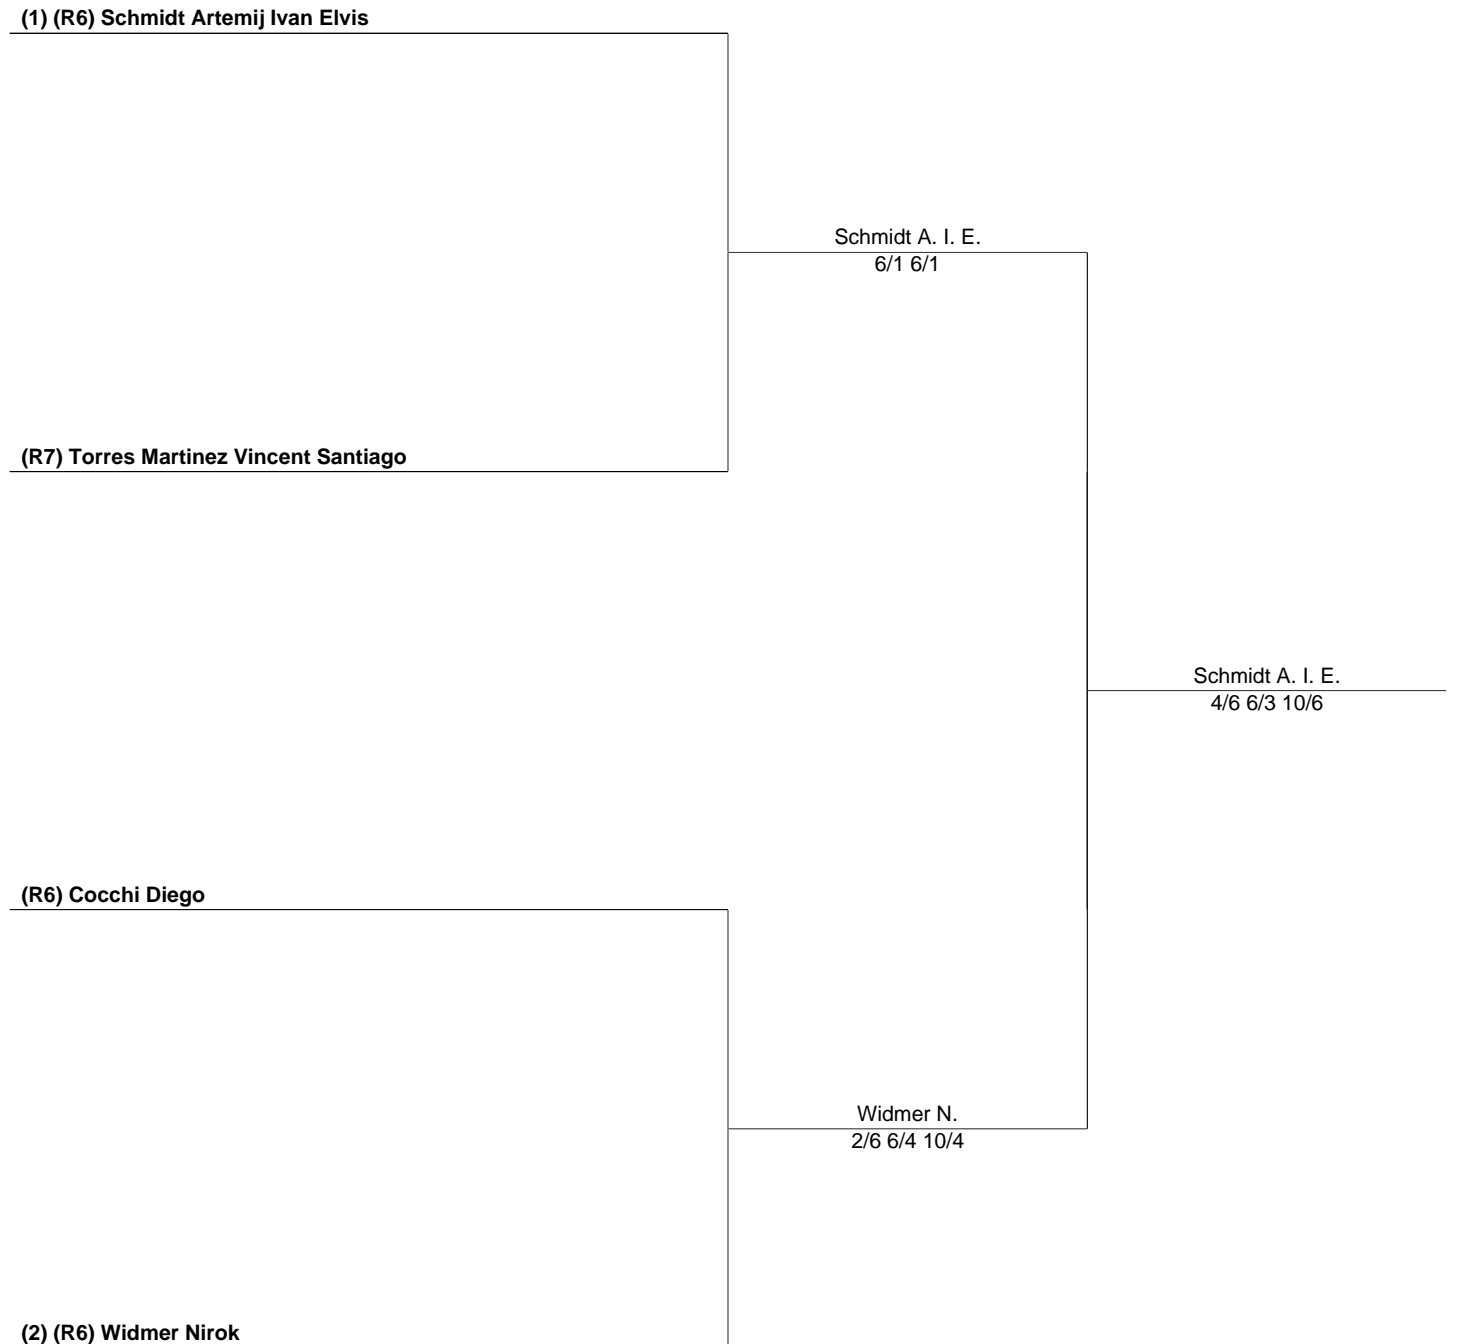 (1) (R6) Schmidt Artemij Ivan Elvis
Schmidt A. I. E.
6/1 6/1
(R7) Torres Martinez Vincent Santiago
Schmidt A. I. E.
4/6 6/3 10/6
(R6) Cocchi Diego
Widmer N.
2/6 6/4 10/4
(2) (R6) Widmer Nirok